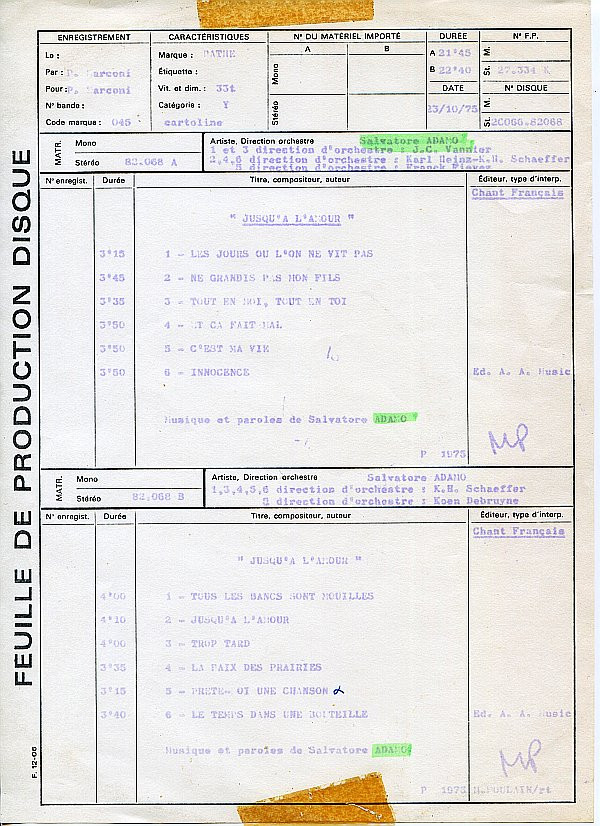 FEUILLE DE PRODUCTION DISQUE
F. 12-06
ENREGISTREMENT
Le :
Par : P. Marconi
Pour : P. Marconi
N° bande :
Code marque : 045
CARACTÉRISTIQUES
Marque : PATHE
Étiquette :
Vit. et dim. : 33t
Catégorie : Y
cartoline
N° DU MATÉRIEL IMPORTÉ
A B
Mono
Stéréo
DURÉE
A 21'45
B 22'40
DATE
23/10/75
N° F.P.
M.
St. 27.334 K
N° DISQUE
M.
St. 2C066.82068
MATR.
Mono
Stéréo 82.068 A
Artiste, Direction orchestre Salvatore ADAMO
1 et 3 direction d'orchestre : J.C. Vannier
2,4,6 direction d'orchestre : Karl Heinz-K.H. Schaeffer
5 direction d'orchestre :
N° enregist. Durée Titre, compositeur, auteur Éditeur, type d'interp.
Chant Français
" JUSQU'A L'AMOUR "
3'15 1 - LES JOURS OU L'ON NE VIT PAS
3'45 2 - NE GRANDIS PAS MON FILS
3'35 3 - TOUT EN MOI, TOUT EN TOI
3'50 4 - ET CA FAIT MAL
3'50 5 - C'EST MA VIE
3'50 6 - INNOCENCE Ed. A. A. Music
Musique et paroles de Salvatore ADAMO
P 1975
MP
MATR.
Mono
Stéréo 82.068 B
Artiste, Direction orchestre Salvatore ADAMO
1,3,4,5,6 direction d'orchestre : K.H. Schaeffer
2 direction d'orchestre : Koen Debruyne
N° enregist. Durée Titre, compositeur, auteur Éditeur, type d'interp.
Chant Français
" JUSQU'A L'AMOUR "
4'00 1 - TOUS LES BANCS SONT MOUILLES
4'10 2 - JUSQU'A L'AMOUR
4'00 3 - TROP TARD
3'35 4 - LA PAIX DES PRAIRIES
3'15 5 - PRETE- OI UNE CHANSON
3'40 6 - LE TEMPS DANS UNE BOUTEILLE Ed. A. A. Music
Musique et paroles de Salvatore ADAMO
MP
P 1975 M.POULAIN/rt